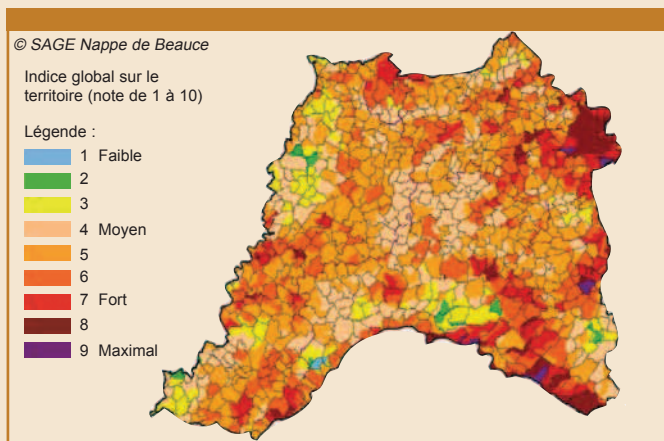 © SAGE Nappe de Beauce
Indice global sur le
territoire (note de 1 à 10)
Légende :
1 Faible
2
3
4 Moyen
5
6
7 Fort
8
9 Maximal